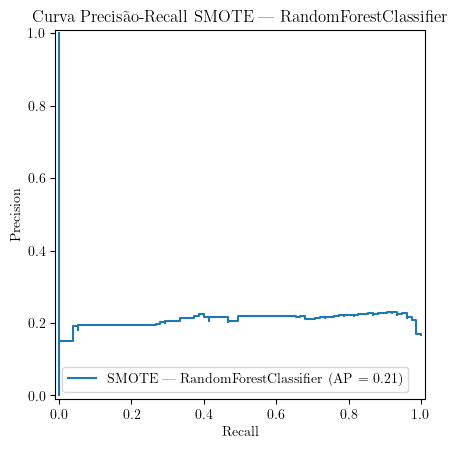 Curva Precisão-Recall SMOTE — RandomForestClassifier
1.0
0.8
0.6
0.4
0.2
0.0
Precision
SMOTE — RandomForestClassifier (AP = 0.21)
0.0 0.2 0.4 0.6 0.8 1.0
Recall